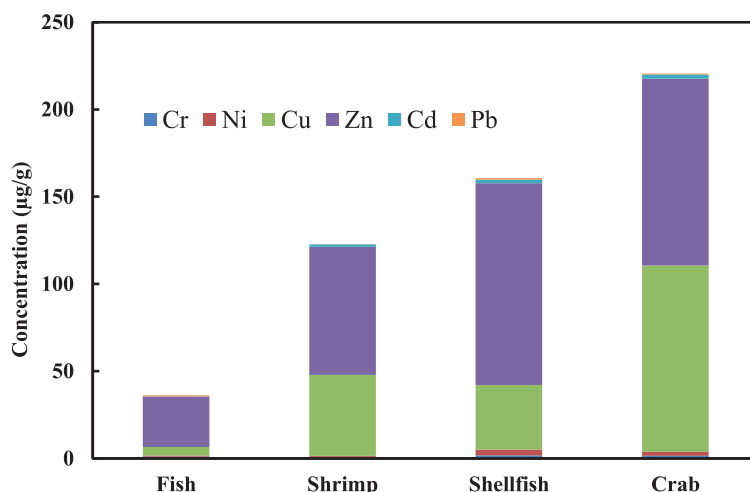 250
200
Cr Ni Cu Zn Cd Pb
150
100
50
0
Concentration (µg/g)
Fish Shrimp Shellfish Crab